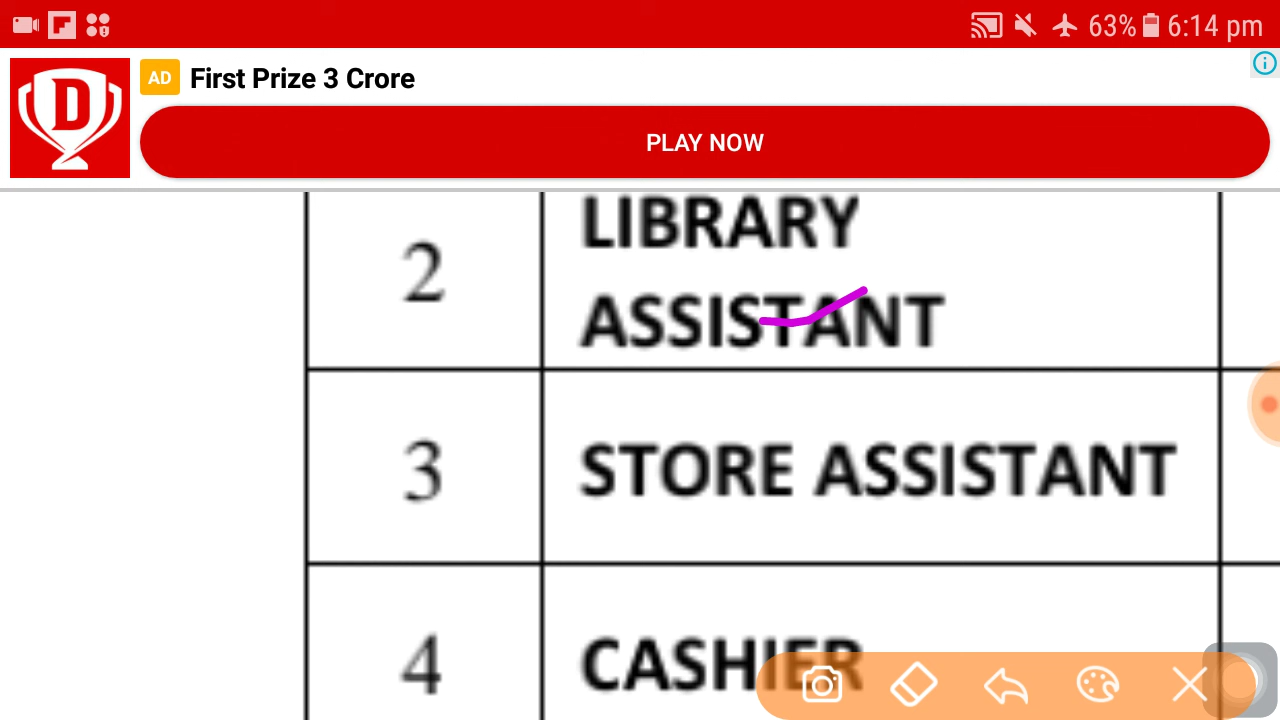 63% 6:14 pm
D
AD First Prize 3 Crore
PLAY NOW
2 LIBRARY
ASSISTANT
3 STORE ASSISTANT
4 CASHIER